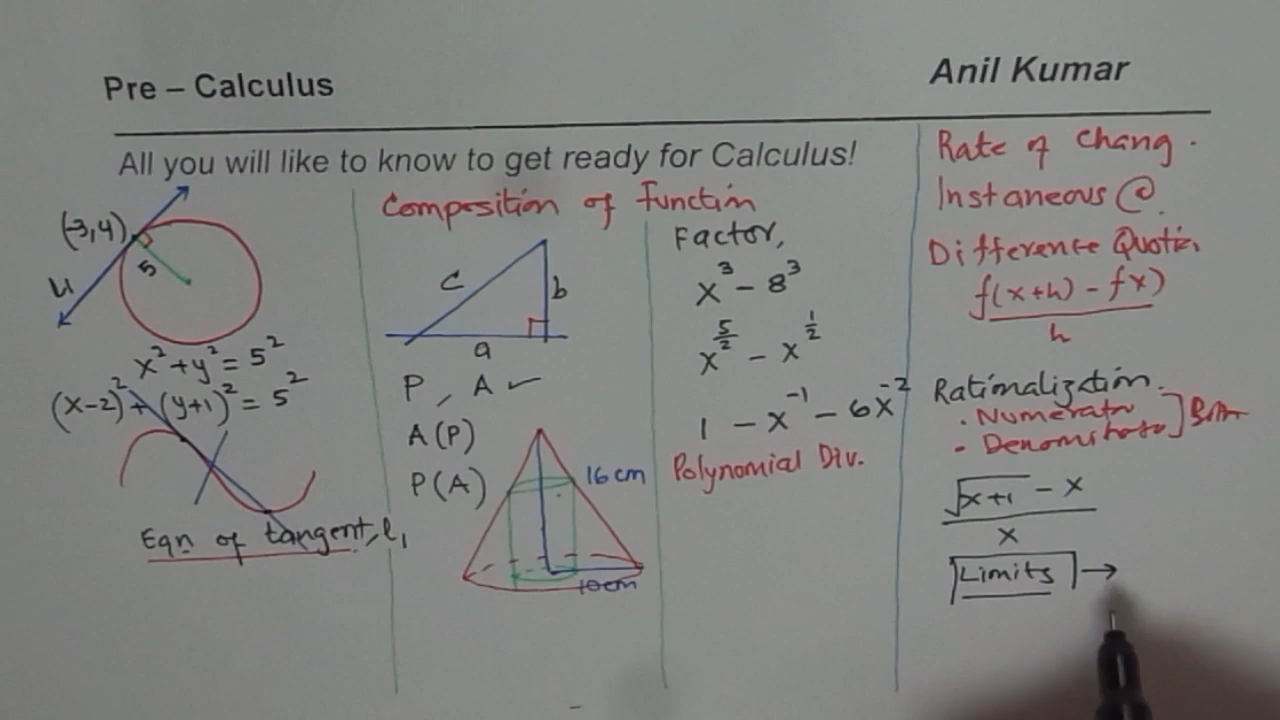 Pre – Calculus
Anil Kumar
All you will like to know to get ready for Calculus!
(-3,4)
5
x² + y² = 5²
(x-2)² + (y+1)² = 5²
Eqn of tangent, l₁
Composition of function
c
b
a
P, A ✓
A(P)
P(A)
16 cm
10cm
Factor,
x³ - 8³
x^(5/2) - x^(1/2)
1 - x⁻¹ - 6x⁻²
Polynomial Div.
Rate of Chang.
Instaneous @
Difference Quotin
f(x+h) - f(x)
h
Rationalization.
. Numerator
- Denominator
√x+1 - x
x
Limits →